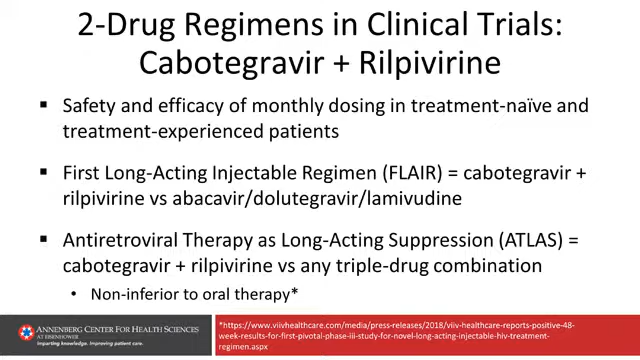 2-Drug Regimens in Clinical Trials:
Cabotegravir + Rilpivirine
▪ Safety and efficacy of monthly dosing in treatment-naïve and
treatment-experienced patients
▪ First Long-Acting Injectable Regimen (FLAIR) = cabotegravir +
rilpivirine vs abacavir/dolutegravir/lamivudine
▪ Antiretroviral Therapy as Long-Acting Suppression (ATLAS) =
cabotegravir + rilpivirine vs any triple-drug combination
• Non-inferior to oral therapy*
ANNENBERG CENTER FOR HEALTH SCIENCES
AT EISENHOWER
Imparting knowledge. Improving patient care.
*https://www.viivhealthcare.com/media/press-releases/2018/viiv-healthcare-reports-positive-48-
week-results-for-first-pivotal-phase-iii-study-for-novel-long-acting-injectable-hiv-treatment-
regimen.aspx